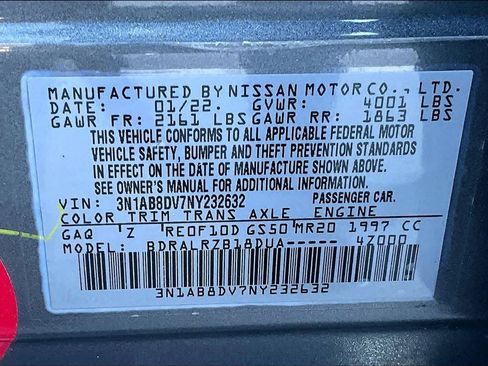 MANUFACTURED BY NISSAN MOTOR CO., LTD.
DATE: 01/22. GVWR: 4001 LBS
GAWR FR: 2161 LBS GAWR RR: 1863 LBS
THIS VEHICLE CONFORMS TO ALL APPLICABLE FEDERAL MOTOR
VEHICLE SAFETY, BUMPER AND THEFT PREVENTION STANDARDS
IN EFFECT ON THE DATE OF MANUFACTURE SHOWN ABOVE.
SEE OWNER'S MANUAL FOR ADDITIONAL INFORMATION.
VIN: 3N1AB8DV7NY232632 PASSENGER CAR.
COLOR TRIM TRANS AXLE ENGINE
GAQ Z RE0F10D GS50 MR20 1997 CC
MODEL: BDRALRZB18DUA----- 47000
3N1AB8DV7NY232632